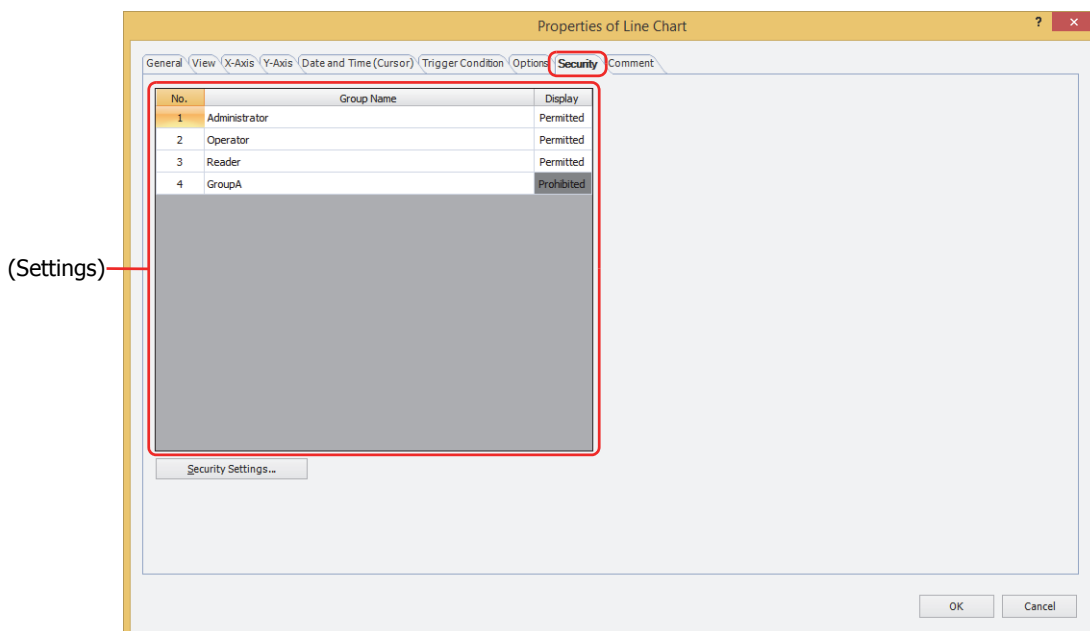 Properties of Line Chart ? ×
General View X-Axis Y-Axis Date and Time (Cursor) Trigger Condition Options Security Comment
No. Group Name Display
1 Administrator Permitted
2 Operator Permitted
3 Reader Permitted
4 GroupA Prohibited
(Settings)
Security Settings...
OK Cancel